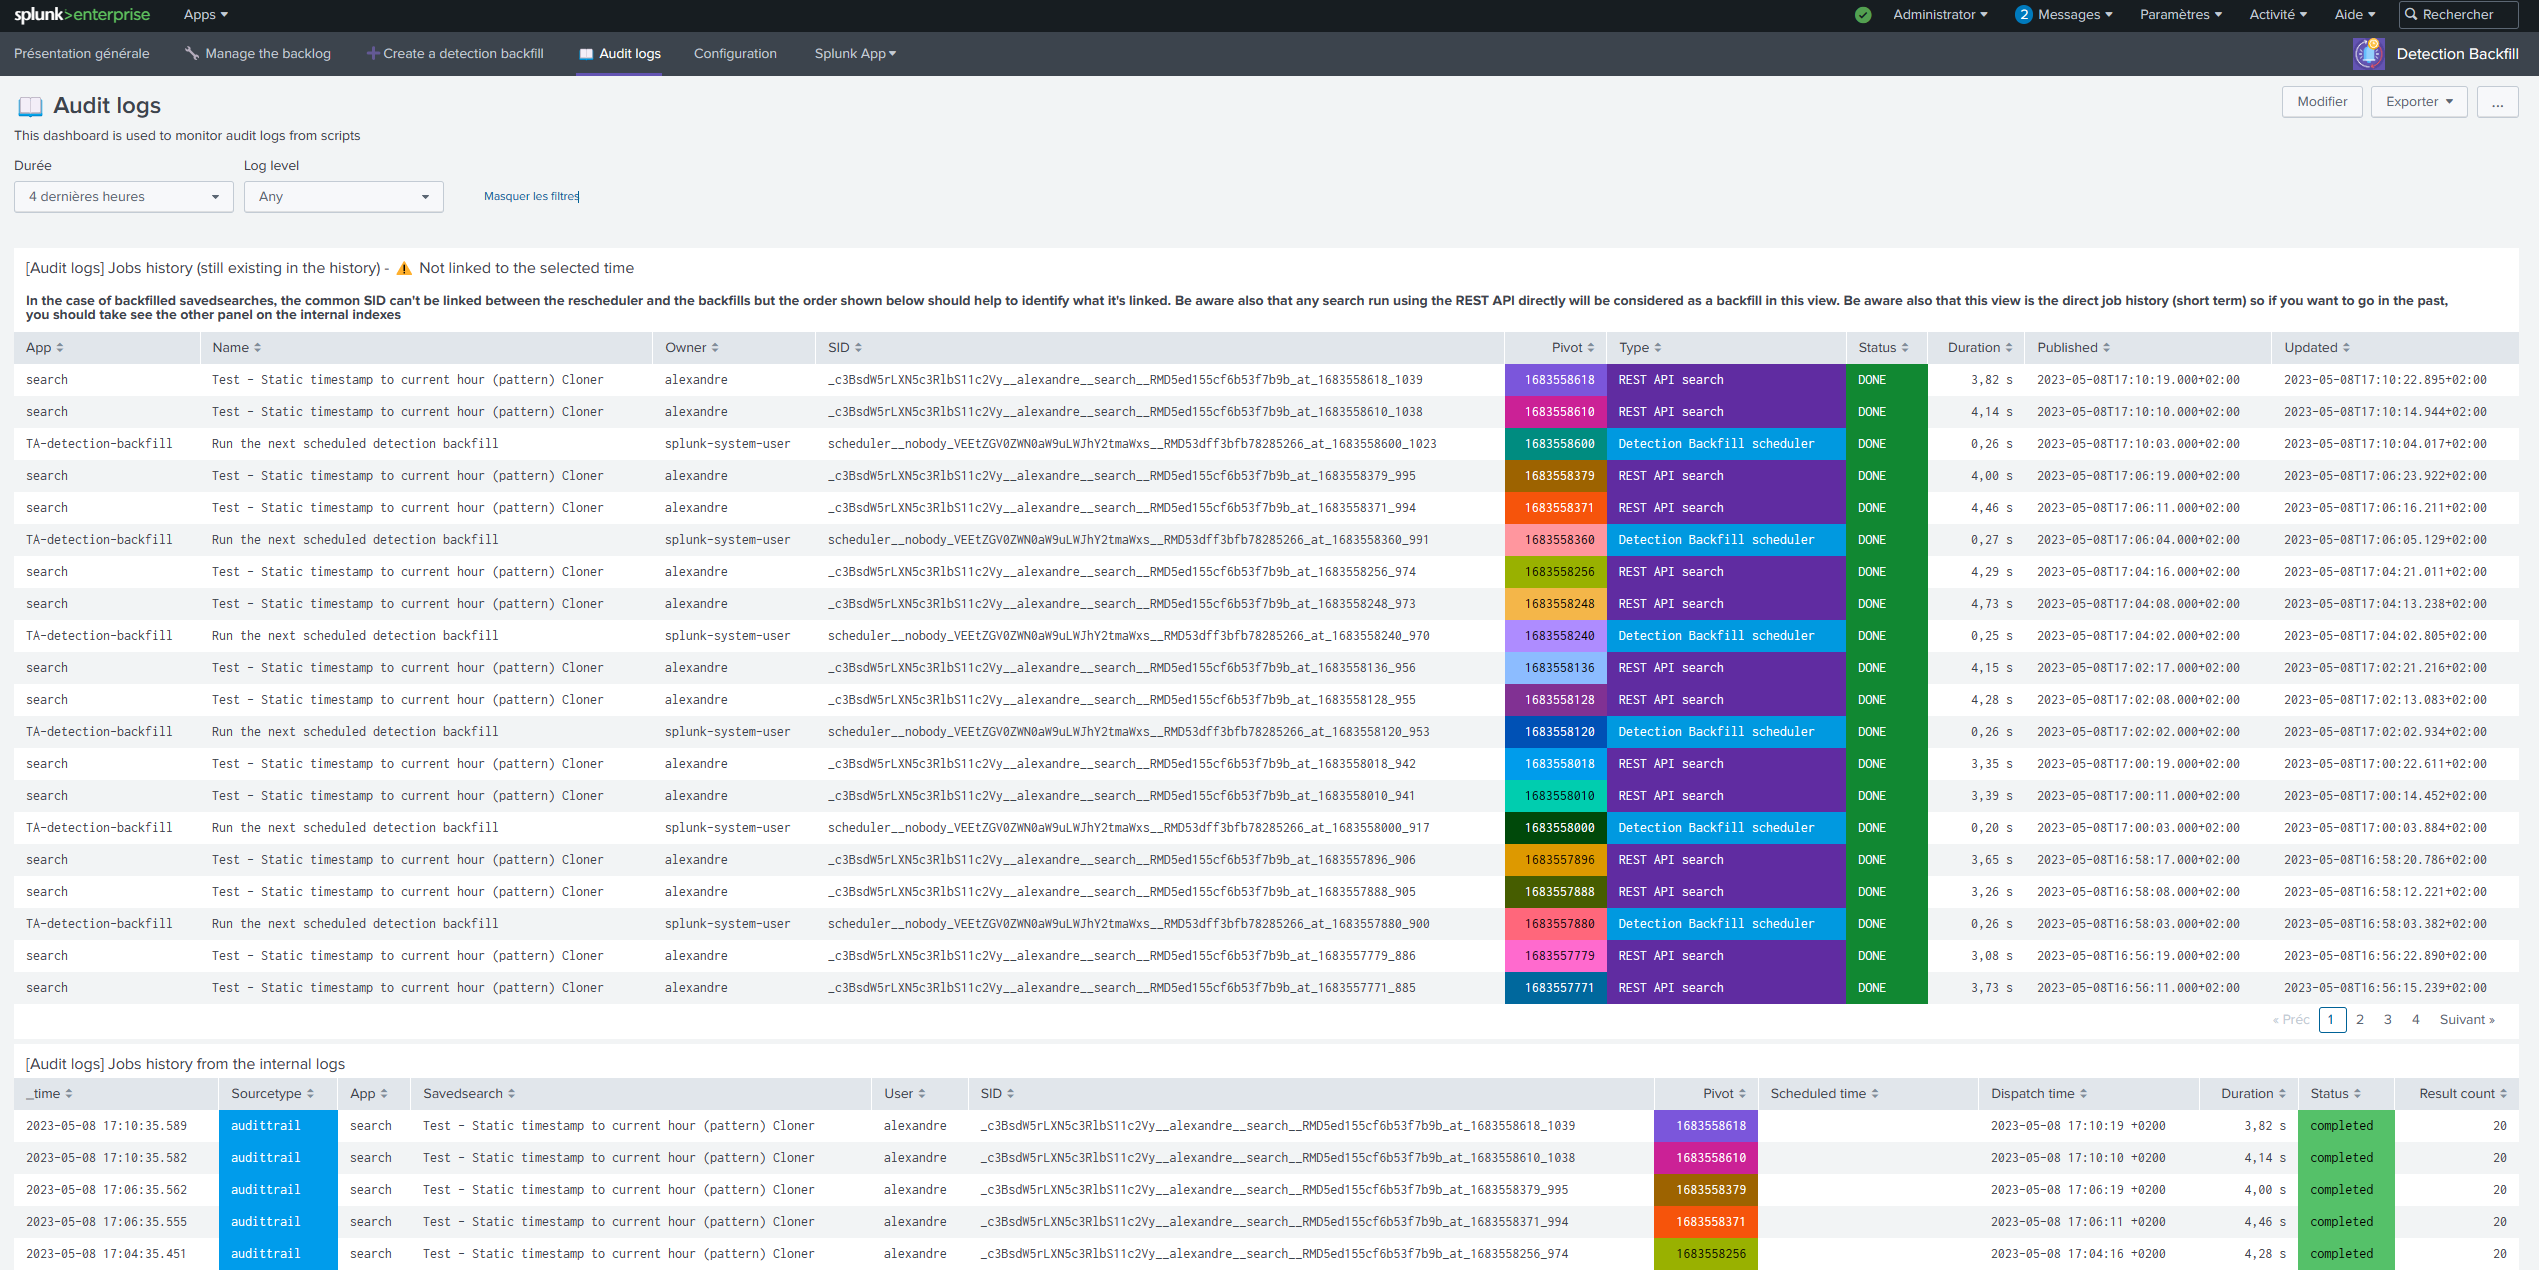 splunk>enterprise Apps Administrator 2 Messages Paramètres Activité Aide Rechercher
Présentation générale Manage the backlog Create a detection backfill Audit logs Configuration Splunk App Detection Backfill
Audit logs Modifier Exporter ...
This dashboard is used to monitor audit logs from scripts
Durée Log level
4 dernières heures Any Masquer les filtres
[Audit logs] Jobs history (still existing in the history) - ⚠ Not linked to the selected time
In the case of backfilled savedsearches, the common SID can't be linked between the rescheduler and the backfills but the order shown below should help to identify what it's linked. Be aware also that any search run using the REST API directly will be considered as a backfill in this view. Be aware also that this view is the direct job history (short term) so if you want to go in the past,
you should take see the other panel on the internal indexes
App Name Owner SID Pivot Type Status Duration Published Updated
search Test - Static timestamp to current hour (pattern) Cloner alexandre _c3BsdW5rLXN5c3RlbS11c2Vy__alexandre__search__RMD5ed155cf6b53f7b9b_at_1683558618_1039 1683558618 REST API search DONE 3,82 s 2023-05-08T17:10:19.000+02:00 2023-05-08T17:10:22.895+02:00
search Test - Static timestamp to current hour (pattern) Cloner alexandre _c3BsdW5rLXN5c3RlbS11c2Vy__alexandre__search__RMD5ed155cf6b53f7b9b_at_1683558610_1038 1683558610 REST API search DONE 4,14 s 2023-05-08T17:10:10.000+02:00 2023-05-08T17:10:14.944+02:00
TA-detection-backfill Run the next scheduled detection backfill splunk-system-user scheduler__nobody_VEEtZGV0ZWN0aW9uLWJhY2tmaWxs__RMD53dff3bfb78285266_at_1683558600_1023 1683558600 Detection Backfill scheduler DONE 0,26 s 2023-05-08T17:10:03.000+02:00 2023-05-08T17:10:04.017+02:00
search Test - Static timestamp to current hour (pattern) Cloner alexandre _c3BsdW5rLXN5c3RlbS11c2Vy__alexandre__search__RMD5ed155cf6b53f7b9b_at_1683558379_995 1683558379 REST API search DONE 4,00 s 2023-05-08T17:06:19.000+02:00 2023-05-08T17:06:23.922+02:00
search Test - Static timestamp to current hour (pattern) Cloner alexandre _c3BsdW5rLXN5c3RlbS11c2Vy__alexandre__search__RMD5ed155cf6b53f7b9b_at_1683558371_994 1683558371 REST API search DONE 4,46 s 2023-05-08T17:06:11.000+02:00 2023-05-08T17:06:16.211+02:00
TA-detection-backfill Run the next scheduled detection backfill splunk-system-user scheduler__nobody_VEEtZGV0ZWN0aW9uLWJhY2tmaWxs__RMD53dff3bfb78285266_at_1683558360_991 1683558360 Detection Backfill scheduler DONE 0,27 s 2023-05-08T17:06:04.000+02:00 2023-05-08T17:06:05.129+02:00
search Test - Static timestamp to current hour (pattern) Cloner alexandre _c3BsdW5rLXN5c3RlbS11c2Vy__alexandre__search__RMD5ed155cf6b53f7b9b_at_1683558256_974 1683558256 REST API search DONE 4,29 s 2023-05-08T17:04:16.000+02:00 2023-05-08T17:04:21.011+02:00
search Test - Static timestamp to current hour (pattern) Cloner alexandre _c3BsdW5rLXN5c3RlbS11c2Vy__alexandre__search__RMD5ed155cf6b53f7b9b_at_1683558248_973 1683558248 REST API search DONE 4,73 s 2023-05-08T17:04:08.000+02:00 2023-05-08T17:04:13.238+02:00
TA-detection-backfill Run the next scheduled detection backfill splunk-system-user scheduler__nobody_VEEtZGV0ZWN0aW9uLWJhY2tmaWxs__RMD53dff3bfb78285266_at_1683558240_970 1683558240 Detection Backfill scheduler DONE 0,25 s 2023-05-08T17:04:02.000+02:00 2023-05-08T17:04:02.805+02:00
search Test - Static timestamp to current hour (pattern) Cloner alexandre _c3BsdW5rLXN5c3RlbS11c2Vy__alexandre__search__RMD5ed155cf6b53f7b9b_at_1683558136_956 1683558136 REST API search DONE 4,15 s 2023-05-08T17:02:17.000+02:00 2023-05-08T17:02:21.216+02:00
search Test - Static timestamp to current hour (pattern) Cloner alexandre _c3BsdW5rLXN5c3RlbS11c2Vy__alexandre__search__RMD5ed155cf6b53f7b9b_at_1683558128_955 1683558128 REST API search DONE 4,28 s 2023-05-08T17:02:08.000+02:00 2023-05-08T17:02:13.083+02:00
TA-detection-backfill Run the next scheduled detection backfill splunk-system-user scheduler__nobody_VEEtZGV0ZWN0aW9uLWJhY2tmaWxs__RMD53dff3bfb78285266_at_1683558120_953 1683558120 Detection Backfill scheduler DONE 0,26 s 2023-05-08T17:02:02.000+02:00 2023-05-08T17:02:02.934+02:00
search Test - Static timestamp to current hour (pattern) Cloner alexandre _c3BsdW5rLXN5c3RlbS11c2Vy__alexandre__search__RMD5ed155cf6b53f7b9b_at_1683558018_942 1683558018 REST API search DONE 3,35 s 2023-05-08T17:00:19.000+02:00 2023-05-08T17:00:22.611+02:00
search Test - Static timestamp to current hour (pattern) Cloner alexandre _c3BsdW5rLXN5c3RlbS11c2Vy__alexandre__search__RMD5ed155cf6b53f7b9b_at_1683558010_941 1683558010 REST API search DONE 3,39 s 2023-05-08T17:00:11.000+02:00 2023-05-08T17:00:14.452+02:00
TA-detection-backfill Run the next scheduled detection backfill splunk-system-user scheduler__nobody_VEEtZGV0ZWN0aW9uLWJhY2tmaWxs__RMD53dff3bfb78285266_at_1683558000_917 1683558000 Detection Backfill scheduler DONE 0,20 s 2023-05-08T17:00:03.000+02:00 2023-05-08T17:00:03.884+02:00
search Test - Static timestamp to current hour (pattern) Cloner alexandre _c3BsdW5rLXN5c3RlbS11c2Vy__alexandre__search__RMD5ed155cf6b53f7b9b_at_1683557896_906 1683557896 REST API search DONE 3,65 s 2023-05-08T16:58:17.000+02:00 2023-05-08T16:58:20.786+02:00
search Test - Static timestamp to current hour (pattern) Cloner alexandre _c3BsdW5rLXN5c3RlbS11c2Vy__alexandre__search__RMD5ed155cf6b53f7b9b_at_1683557888_905 1683557888 REST API search DONE 3,26 s 2023-05-08T16:58:08.000+02:00 2023-05-08T16:58:12.221+02:00
TA-detection-backfill Run the next scheduled detection backfill splunk-system-user scheduler__nobody_VEEtZGV0ZWN0aW9uLWJhY2tmaWxs__RMD53dff3bfb78285266_at_1683557880_900 1683557880 Detection Backfill scheduler DONE 0,26 s 2023-05-08T16:58:03.000+02:00 2023-05-08T16:58:03.382+02:00
search Test - Static timestamp to current hour (pattern) Cloner alexandre _c3BsdW5rLXN5c3RlbS11c2Vy__alexandre__search__RMD5ed155cf6b53f7b9b_at_1683557779_886 1683557779 REST API search DONE 3,08 s 2023-05-08T16:56:19.000+02:00 2023-05-08T16:56:22.890+02:00
search Test - Static timestamp to current hour (pattern) Cloner alexandre _c3BsdW5rLXN5c3RlbS11c2Vy__alexandre__search__RMD5ed155cf6b53f7b9b_at_1683557771_885 1683557771 REST API search DONE 3,73 s 2023-05-08T16:56:11.000+02:00 2023-05-08T16:56:15.239+02:00
« Préc 1 2 3 4 Suivant »
[Audit logs] Jobs history from the internal logs
_time Sourcetype App Savedsearch User SID Pivot Scheduled time Dispatch time Duration Status Result count
2023-05-08 17:10:35.589 audittrail search Test - Static timestamp to current hour (pattern) Cloner alexandre _c3BsdW5rLXN5c3RlbS11c2Vy__alexandre__search__RMD5ed155cf6b53f7b9b_at_1683558618_1039 1683558618 2023-05-08 17:10:19 +0200 3,82 s completed 20
2023-05-08 17:10:35.582 audittrail search Test - Static timestamp to current hour (pattern) Cloner alexandre _c3BsdW5rLXN5c3RlbS11c2Vy__alexandre__search__RMD5ed155cf6b53f7b9b_at_1683558610_1038 1683558610 2023-05-08 17:10:10 +0200 4,14 s completed 20
2023-05-08 17:06:35.562 audittrail search Test - Static timestamp to current hour (pattern) Cloner alexandre _c3BsdW5rLXN5c3RlbS11c2Vy__alexandre__search__RMD5ed155cf6b53f7b9b_at_1683558379_995 1683558379 2023-05-08 17:06:19 +0200 4,00 s completed 20
2023-05-08 17:06:35.555 audittrail search Test - Static timestamp to current hour (pattern) Cloner alexandre _c3BsdW5rLXN5c3RlbS11c2Vy__alexandre__search__RMD5ed155cf6b53f7b9b_at_1683558371_994 1683558371 2023-05-08 17:06:11 +0200 4,46 s completed 20
2023-05-08 17:04:35.451 audittrail search Test - Static timestamp to current hour (pattern) Cloner alexandre _c3BsdW5rLXN5c3RlbS11c2Vy__alexandre__search__RMD5ed155cf6b53f7b9b_at_1683558256_974 1683558256 2023-05-08 17:04:16 +0200 4,28 s completed 20